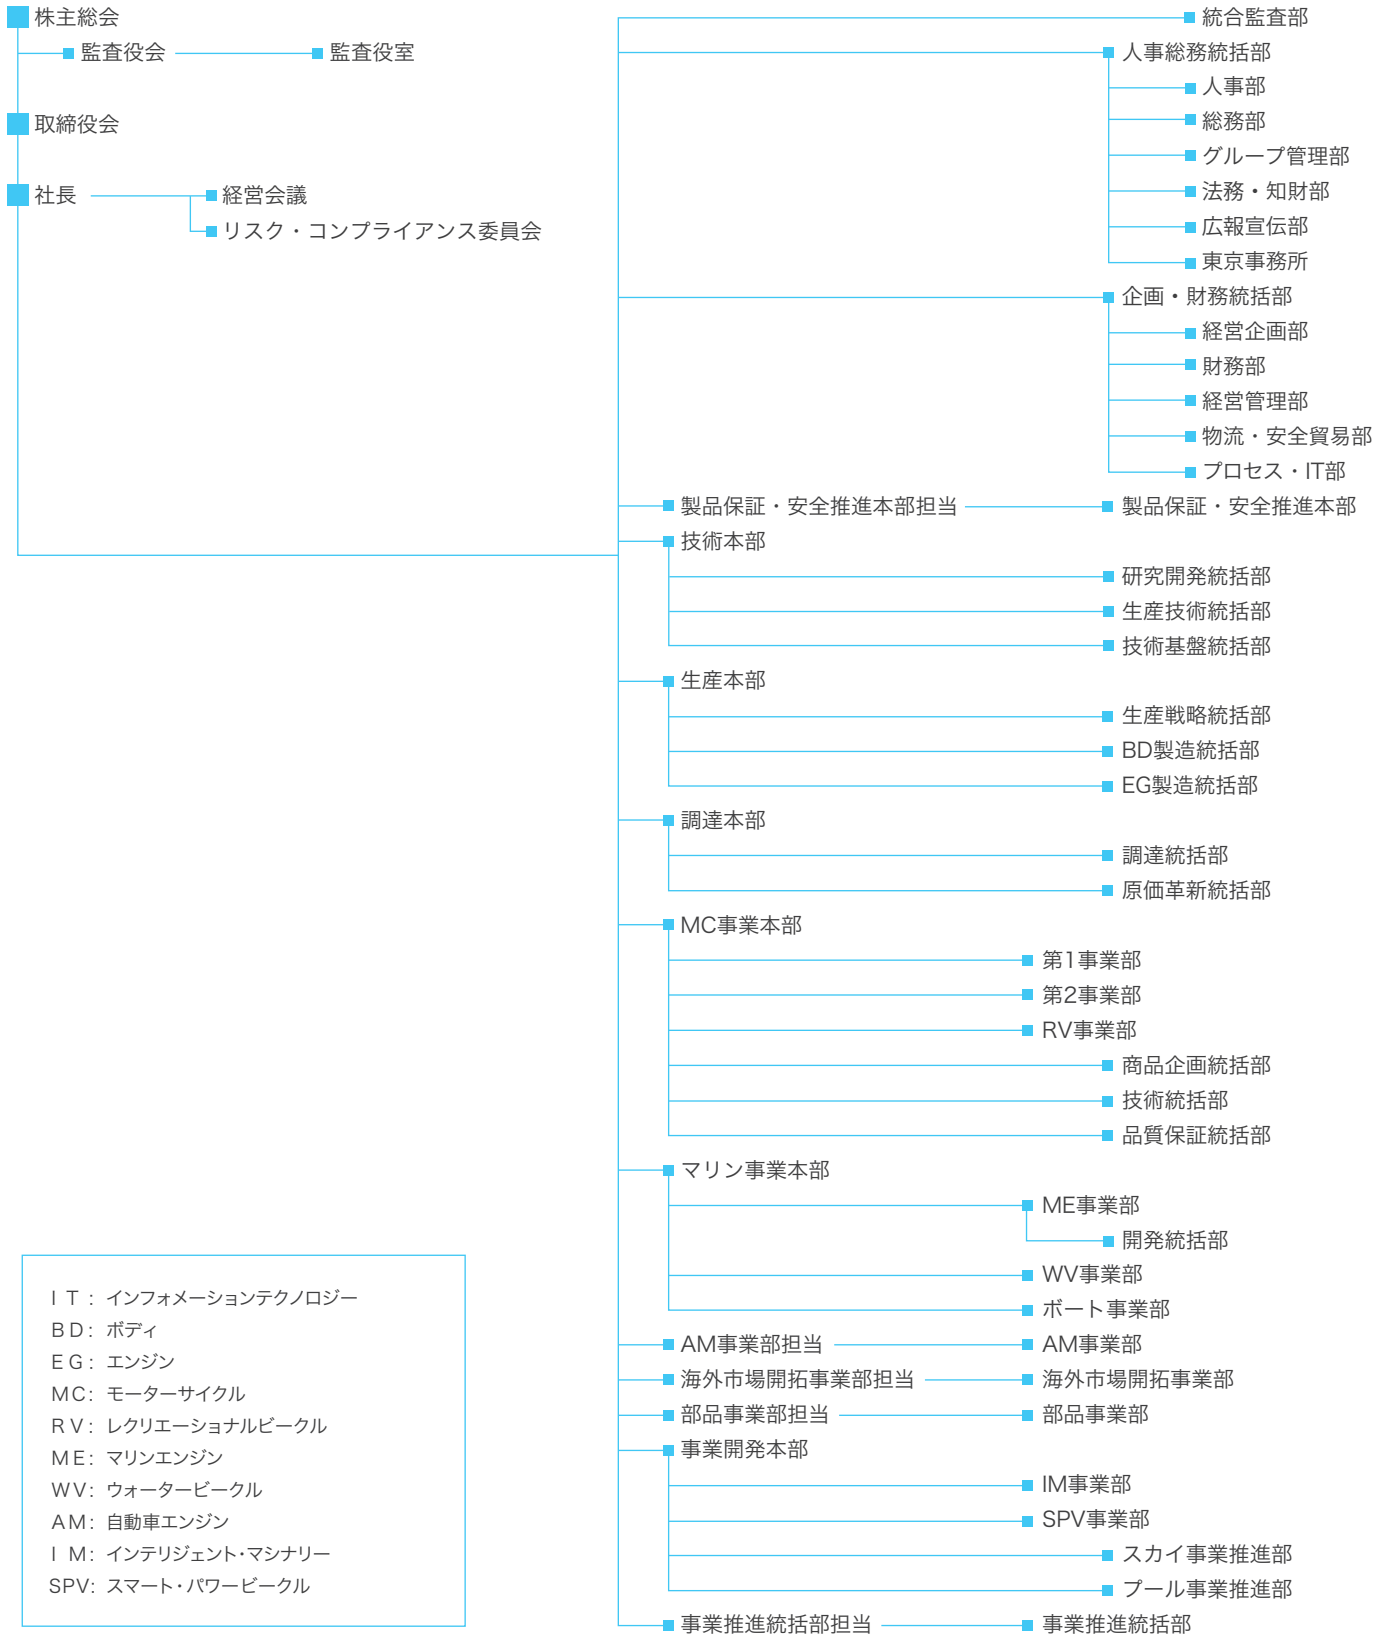 株主総会
監査役会
監査役室
取締役会
社長
経営会議
リスク・コンプライアンス委員会
統合監査部
人事総務統括部
人事部
総務部
グループ管理部
法務・知財部
広報宣伝部
東京事務所
企画・財務統括部
経営企画部
財務部
経営管理部
物流・安全貿易部
プロセス・IT部
製品保証・安全推進本部担当
製品保証・安全推進本部
技術本部
研究開発統括部
生産技術統括部
技術基盤統括部
生産本部
生産戦略統括部
BD製造統括部
EG製造統括部
調達本部
調達統括部
原価革新統括部
MC事業本部
第1事業部
第2事業部
RV事業部
商品企画統括部
技術統括部
品質保証統括部
マリン事業本部
ME事業部
開発統括部
WV事業部
ボート事業部
AM事業部担当
AM事業部
海外市場開拓事業部担当
海外市場開拓事業部
部品事業部担当
部品事業部
事業開発本部
IM事業部
SPV事業部
スカイ事業推進部
プール事業推進部
事業推進統括部担当
事業推進統括部
IT: インフォメーションテクノロジー
BD: ボディ
EG: エンジン
MC: モーターサイクル
RV: レクリエーショナルビークル
ME: マリンエンジン
WV: ウォータービークル
AM: 自動車エンジン
IM: インテリジェント・マシナリー
SPV: スマート・パワービークル